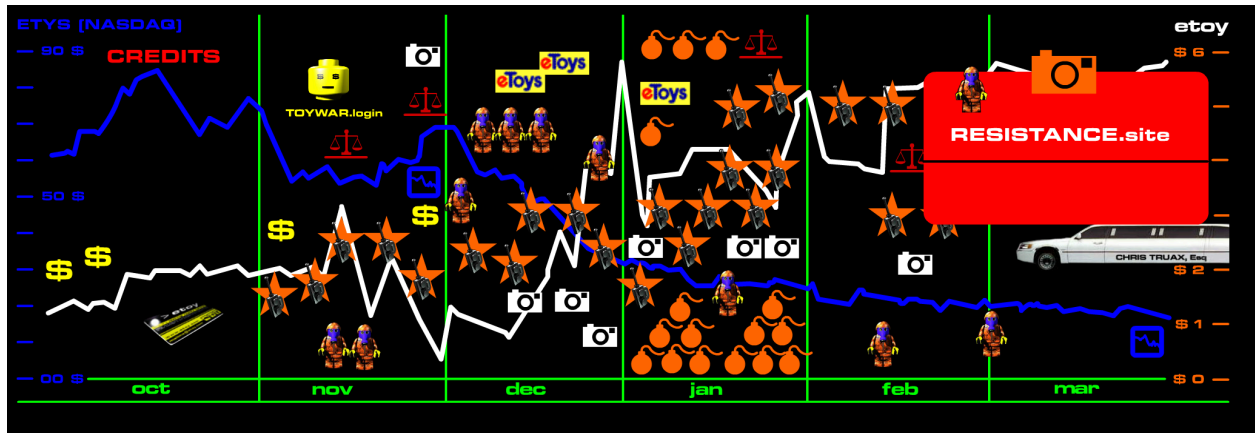 ETYS [NASDAQ]
etoy
90 $
CREDITS
$ 6
eToys
eToys
eToys
TOYWAR.login
RESISTANCE.site
50 $
$
$
$
$
CHRIS TRUAX, Esq
$ 2
> etoy
$ 1
00 $
$ 0
oct
nov
dec
jan
feb
mar